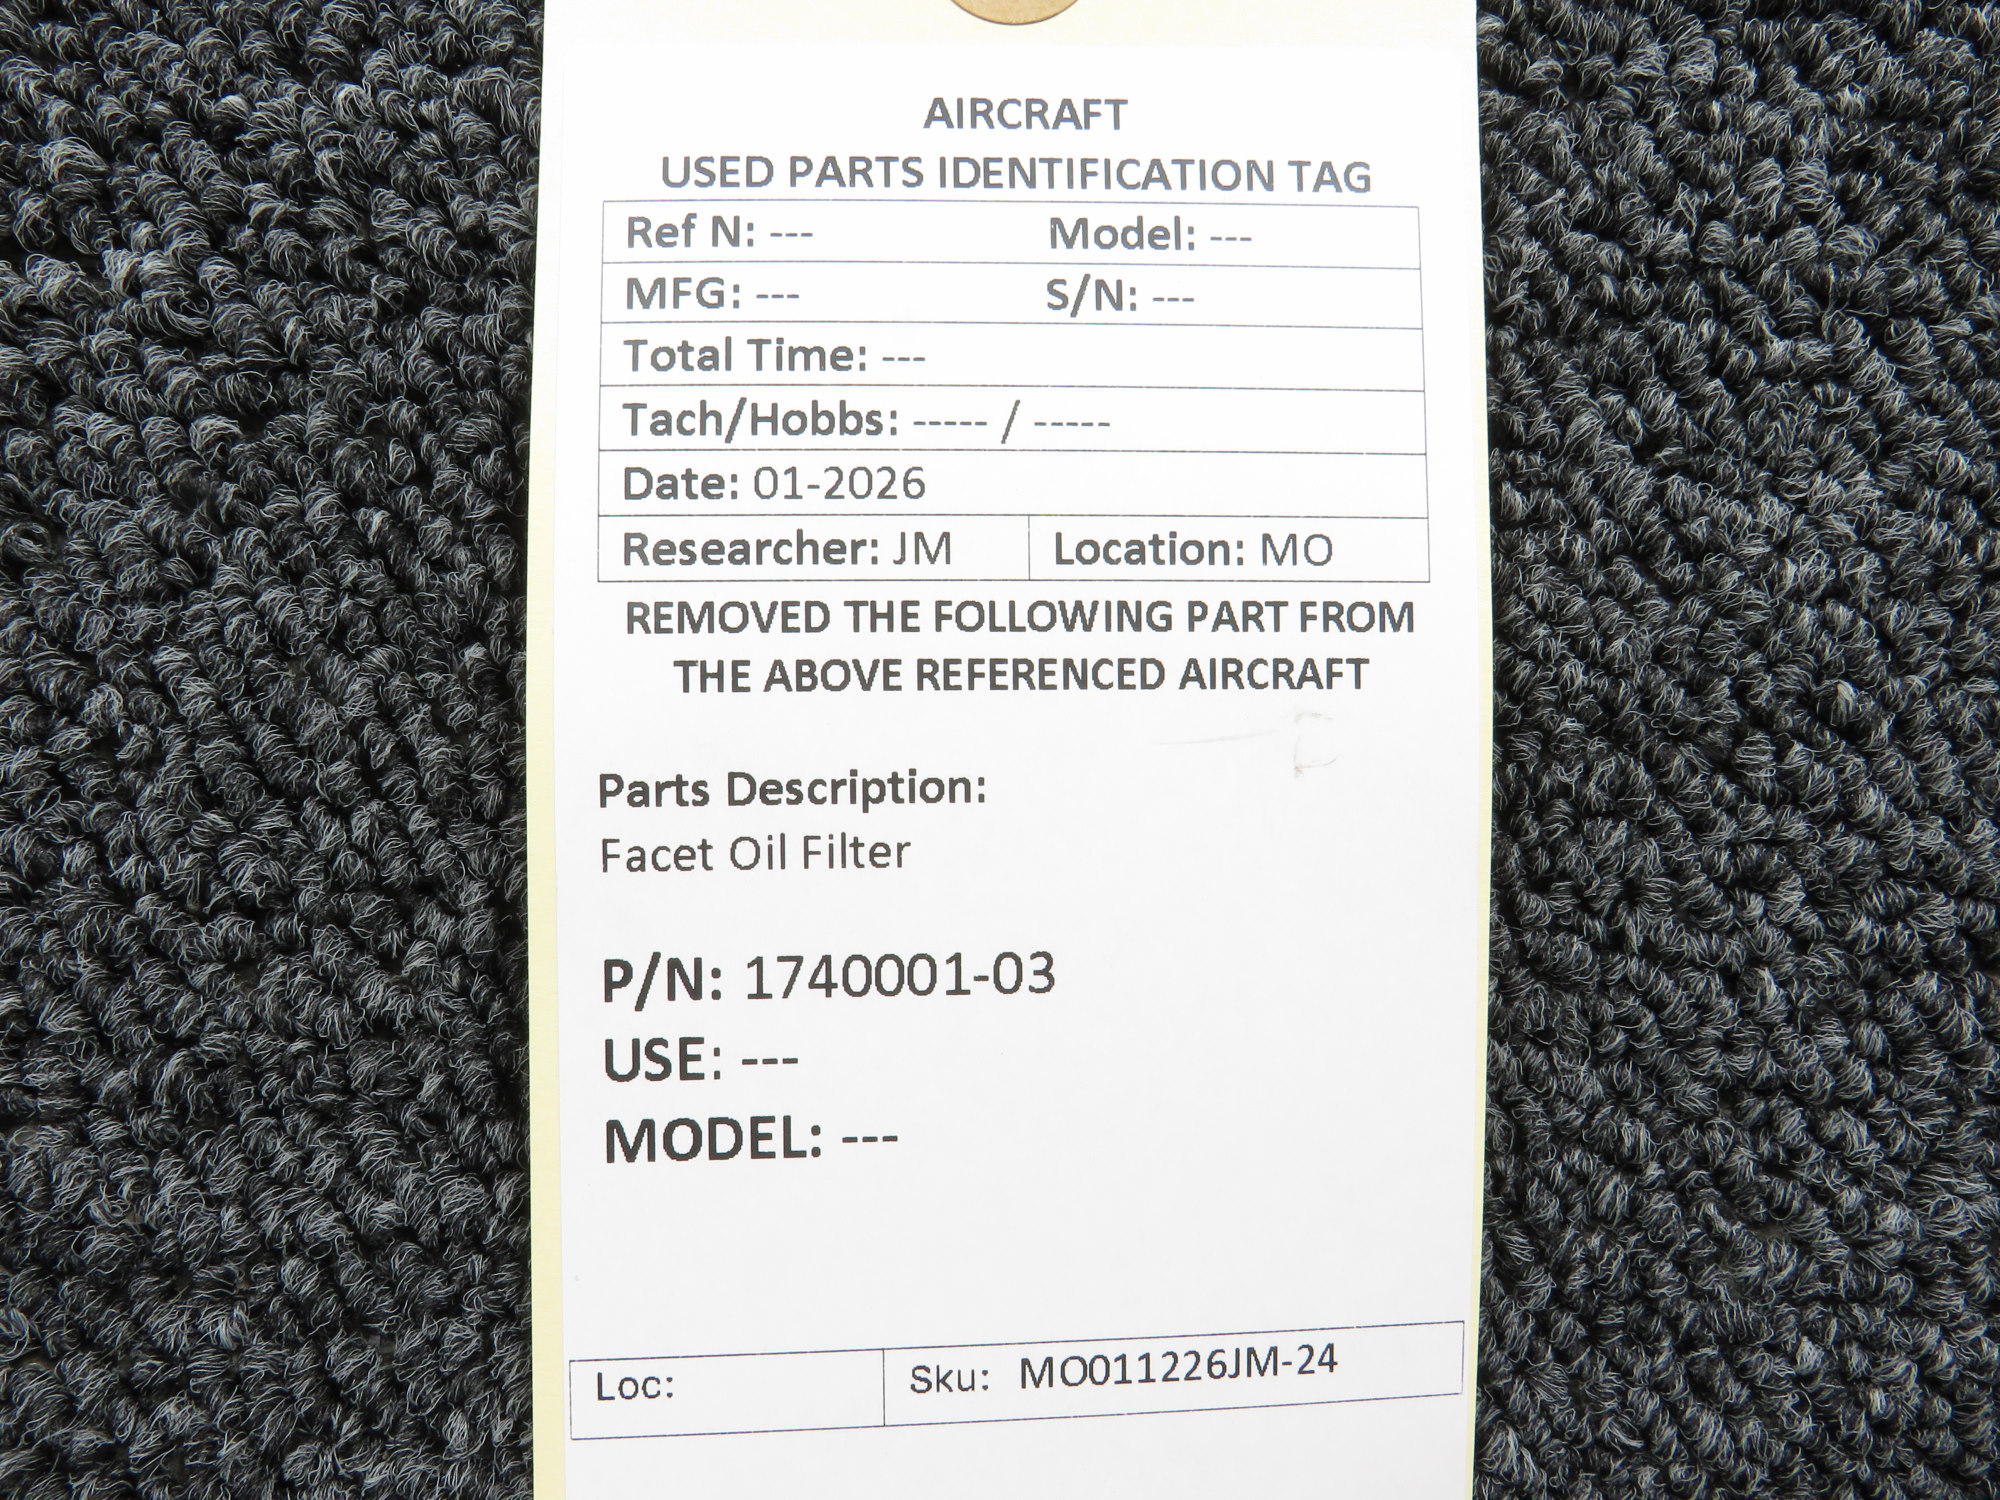 AIRCRAFT
USED PARTS IDENTIFICATION TAG
Ref N: --- Model: ---
MFG: --- S/N: ---
Total Time: ---
Tach/Hobbs: ----- / -----
Date: 01-2026
Researcher: JM Location: MO
REMOVED THE FOLLOWING PART FROM
THE ABOVE REFERENCED AIRCRAFT
Parts Description:
Facet Oil Filter
P/N: 1740001-03
USE: ---
MODEL: ---
Loc: Sku: MO011226JM-24